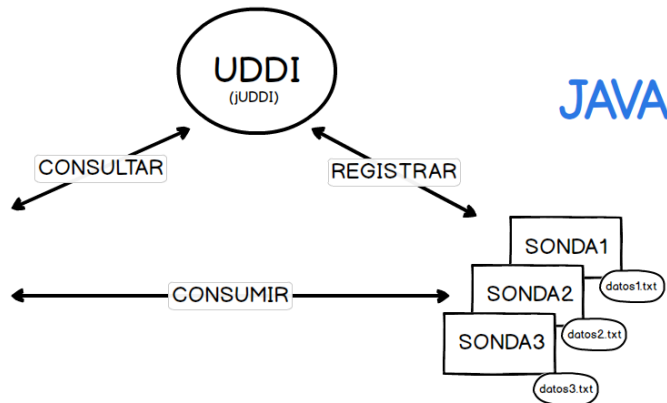 UDDI
(jUDDI)
JAVA
CONSULTAR
REGISTRAR
SONDA1
datos1.txt
CONSUMIR
SONDA2
datos2.txt
SONDA3
datos3.txt